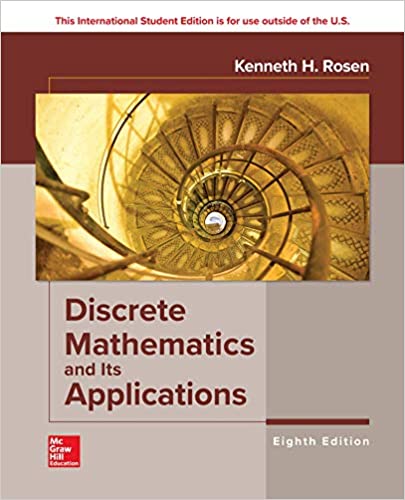 This International Student Edition is for use outside of the U.S.
Kenneth H. Rosen
Discrete
Mathematics
and Its
Applications
Mc
Graw
Hill
Education
Eighth Edition